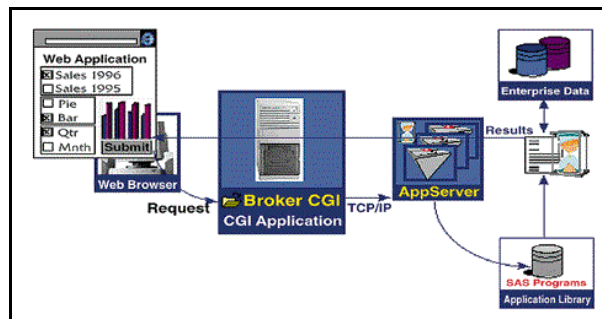 Web Application
Sales 1996
Sales 1995
Pie
Bar
Qtr
Mnth
Submit
Web Browser
Request
Broker CGI
CGI Application
TCP/IP
AppServer
Results
Enterprise Data
SAS Programs
Application Library